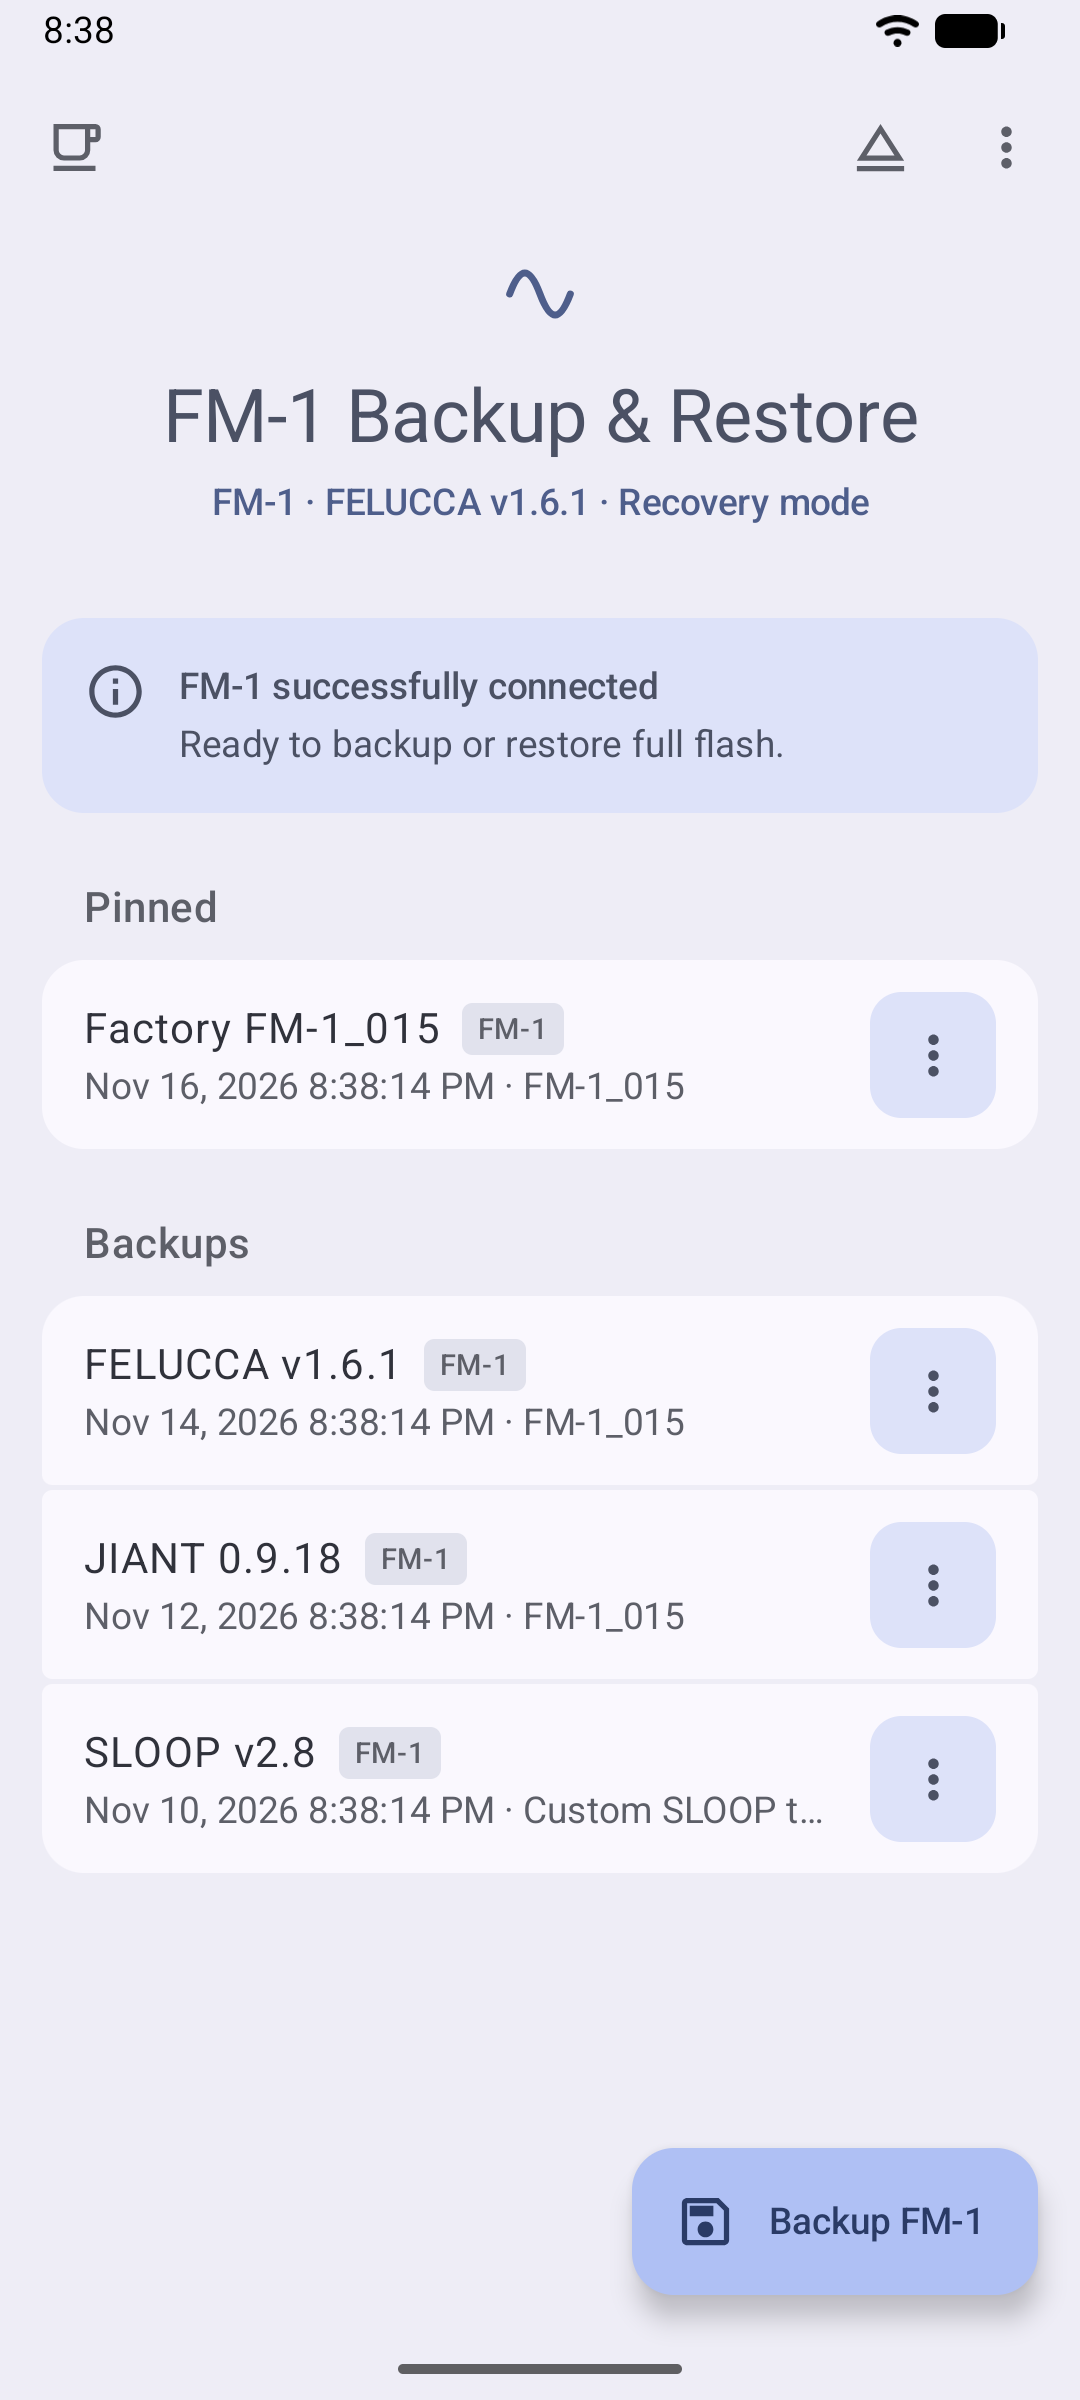 8:38
FM-1 Backup & Restore
FM-1 · FELUCCA v1.6.1 · Recovery mode
FM-1 successfully connected
Ready to backup or restore full flash.
Pinned
Factory FM-1_015 FM-1
Nov 16, 2026 8:38:14 PM · FM-1_015
Backups
FELUCCA v1.6.1 FM-1
Nov 14, 2026 8:38:14 PM · FM-1_015
JIANT 0.9.18 FM-1
Nov 12, 2026 8:38:14 PM · FM-1_015
SLOOP v2.8 FM-1
Nov 10, 2026 8:38:14 PM · Custom SLOOP t...
Backup FM-1